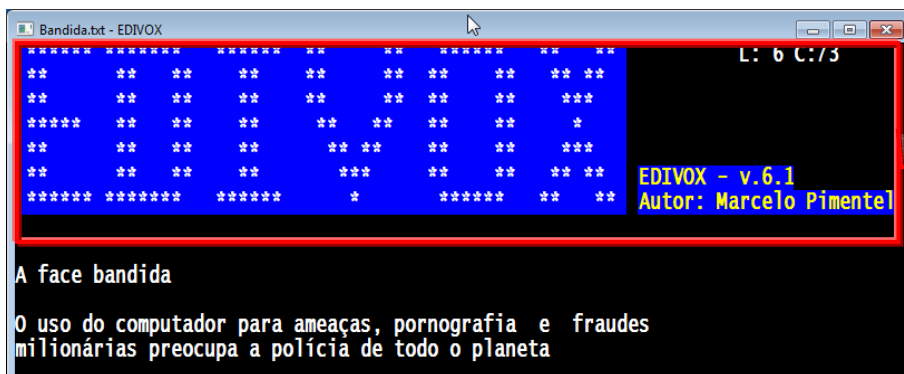 Bandida.txt - EDIVOX
L: 6 C:73
EDIVOX
EDIVOX - v.6.1
Autor: Marcelo Pimentel
A face bandida
O uso do computador para ameaças, pornografia e fraudes
milionárias preocupa a polícia de todo o planeta